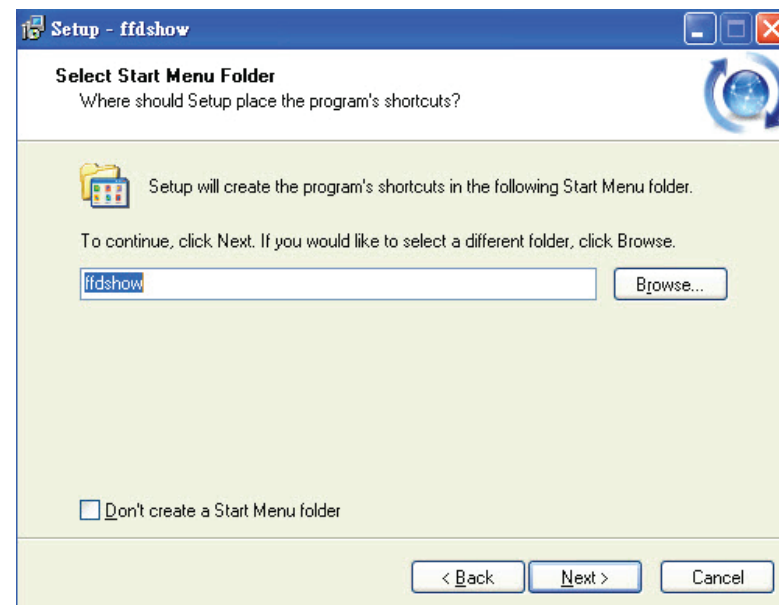 Setup - ffdshow
Select Start Menu Folder
Where should Setup place the program's shortcuts?
Setup will create the program's shortcuts in the following Start Menu folder.
To continue, click Next. If you would like to select a different folder, click Browse.
ffdshow
Browse...
Don't create a Start Menu folder
< Back
Next >
Cancel